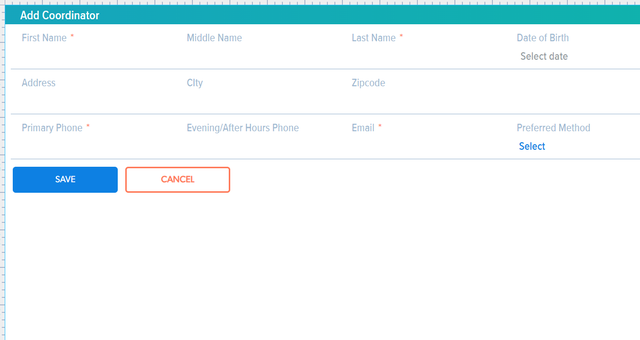 Add Coordinator
First Name * Middle Name Last Name * Date of Birth
Select date
Address CIty Zipcode
Primary Phone * Evening/After Hours Phone Email * Preferred Method
Select
SAVE CANCEL